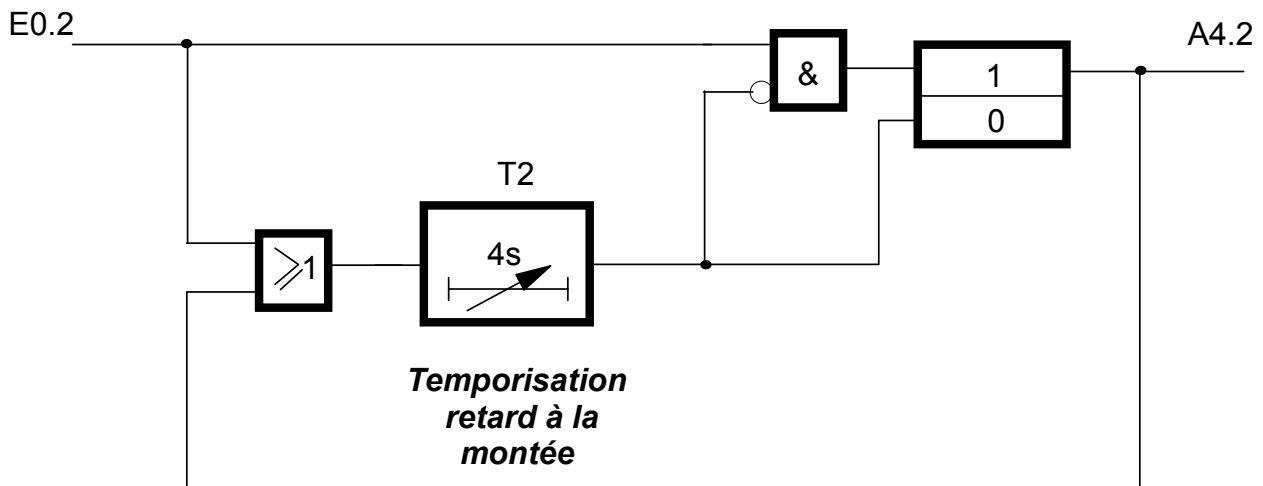 E0.2
A4.2
&
1
0
T2
≥1
4s
Temporisation
retard à la
montée